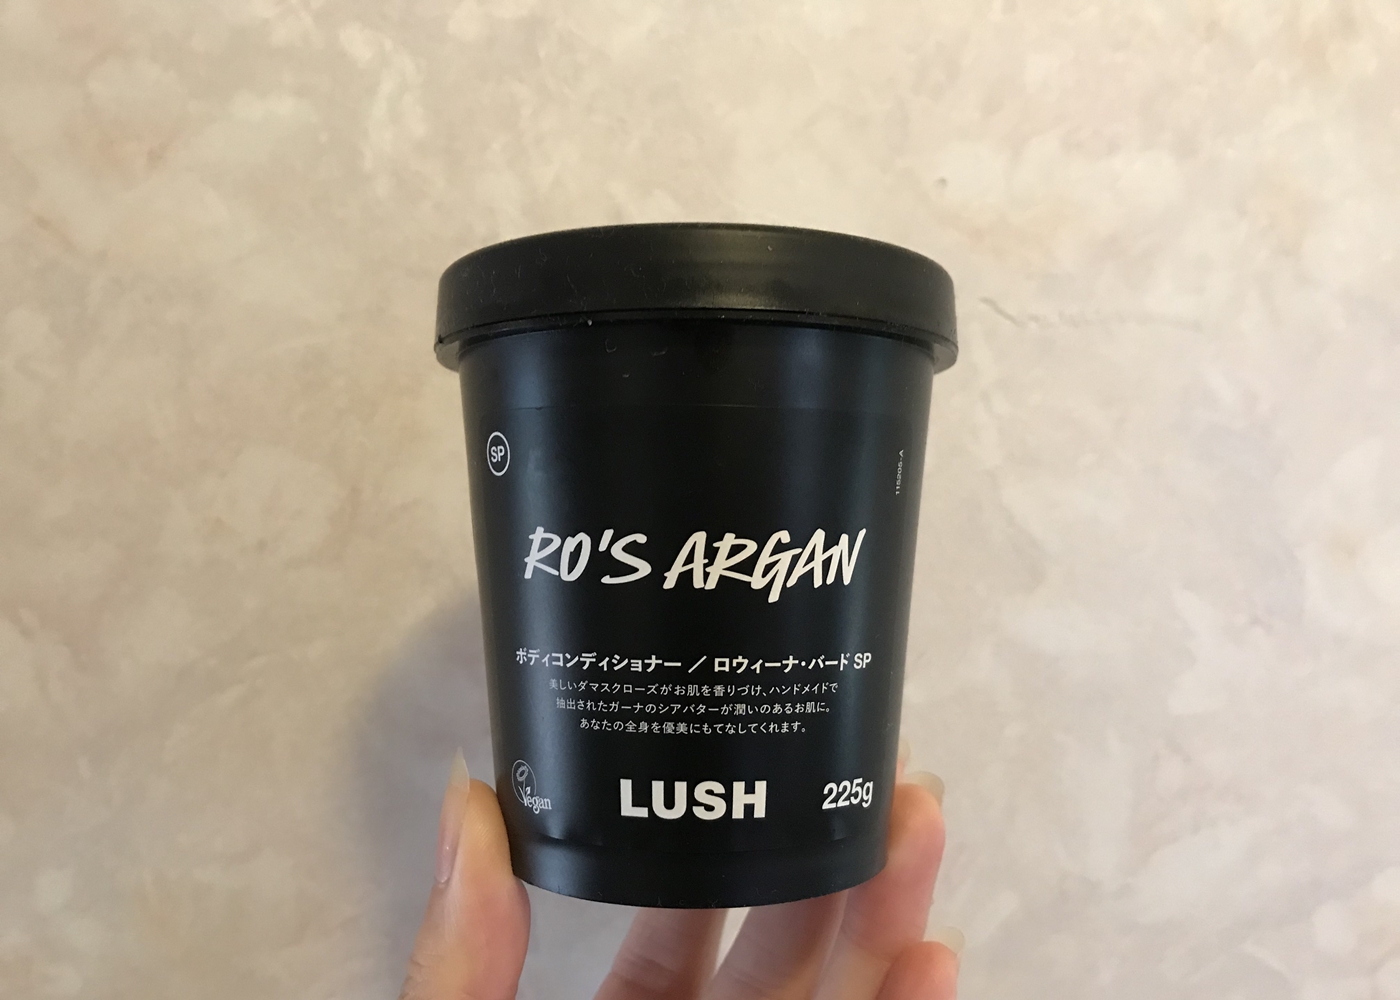 SP
115205-A
RO'S ARGAN
ボディコンディショナー ／ ロウィーナ・バード SP
美しいダマスクローズがお肌を香りづけ、ハンドメイドで
抽出されたガーナのシアバターが潤いのあるお肌に。
あなたの全身を優美にもてなしてくれます。
Vegan
LUSH
225g